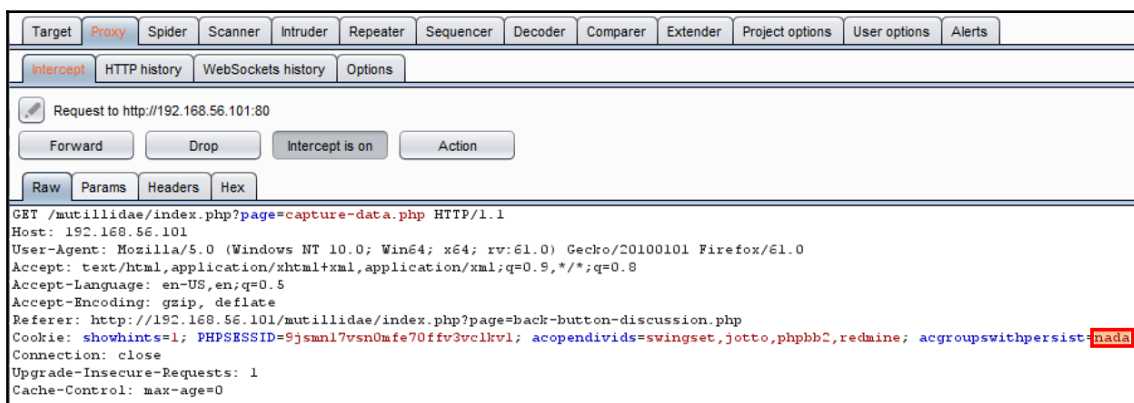 Target Proxy Spider Scanner Intruder Repeater Sequencer Decoder Comparer Extender Project options User options Alerts
Intercept HTTP history WebSockets history Options
Request to http://192.168.56.101:80
Forward Drop Intercept is on Action
Raw Params Headers Hex
GET /mutillidae/index.php?page=capture-data.php HTTP/1.1
Host: 192.168.56.101
User-Agent: Mozilla/5.0 (Windows NT 10.0; Win64; x64; rv:61.0) Gecko/20100101 Firefox/61.0
Accept: text/html,application/xhtml+xml,application/xml;q=0.9,*/*;q=0.8
Accept-Language: en-US,en;q=0.5
Accept-Encoding: gzip, deflate
Referer: http://192.168.56.101/mutillidae/index.php?page=back-button-discussion.php
Cookie: showhints=1; PHPSESSID=9jsmnl7vsn0mfe70ffv3vclkvl; acopendivids=swingset,jotto,phpbb2,redmine; acgroupswithpersist=nada
Connection: close
Upgrade-Insecure-Requests: 1
Cache-Control: max-age=0